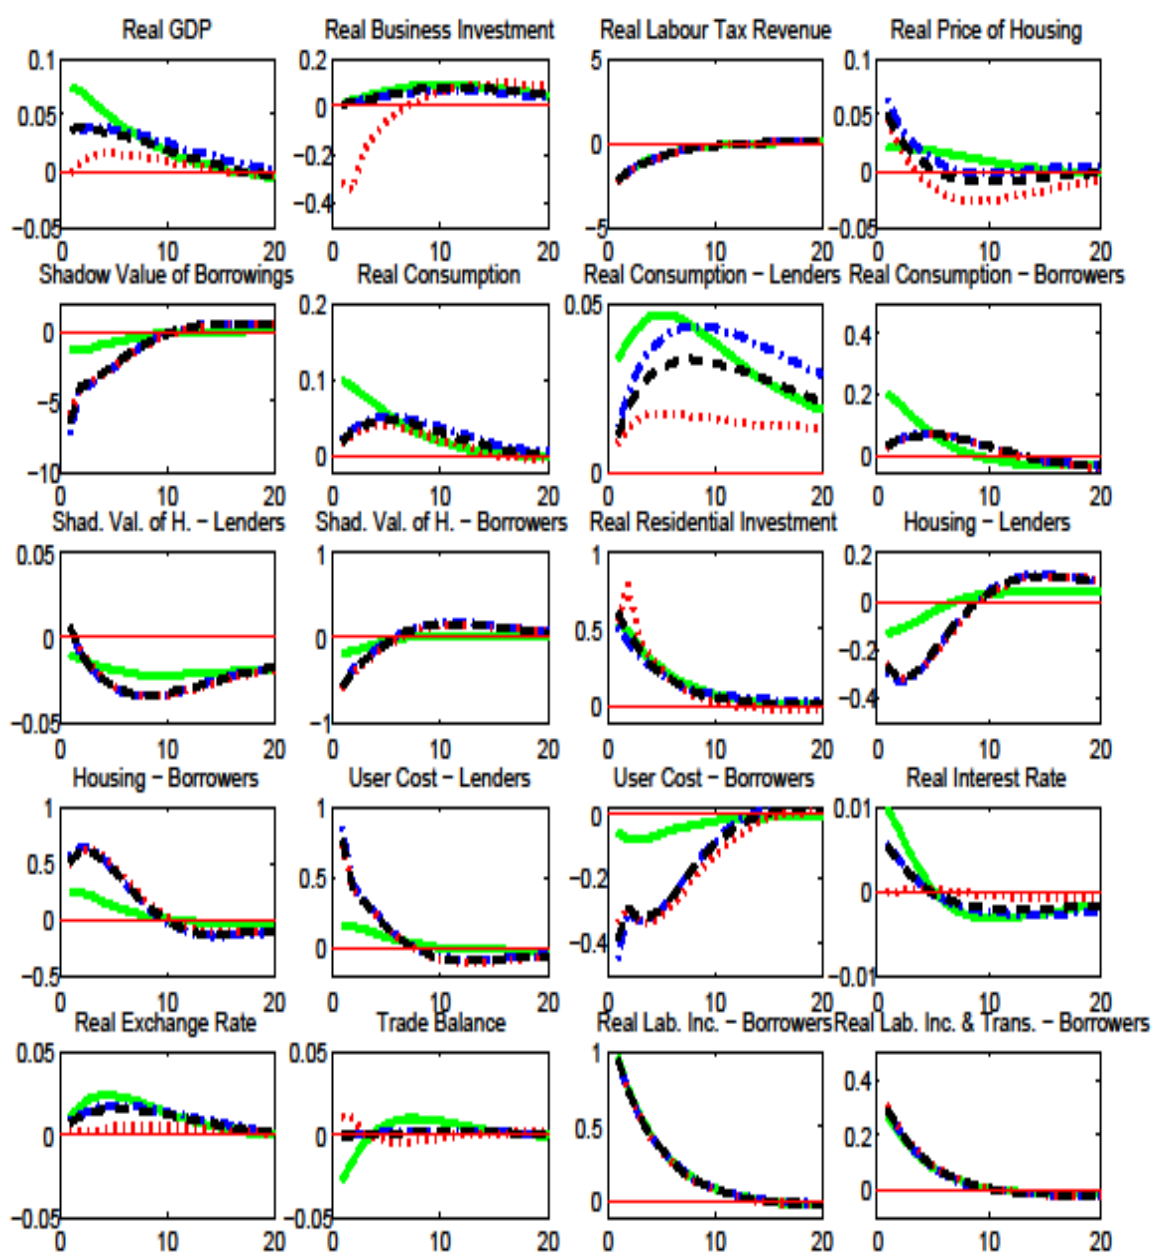 Real GDP Real Business Investment Real Labour Tax Revenue Real Price of Housing
0.1 0.2 5 0.1
0.05 0 0 0.05
0 −0.2 0
−0.4
−0.05 −5 −0.05
0 10 20 0 10 20 0 10 20 0 10 20
Shadow Value of Borrowings Real Consumption Real Consumption − Lenders Real Consumption − Borrowers
0.2 0.05
0 0.4
0.1
−5 0.2
0 0
−10 0
0 10 20 0 10 20 0 10 20 0 10 20
Shad. Val. of H. − Lenders Shad. Val. of H. − Borrowers Real Residential Investment Housing − Lenders
0.05 1 1 0.2
0
0 0 0.5
−0.2
0 −0.4
−0.05 −1
0 10 20 0 10 20 0 10 20 0 10 20
Housing − Borrowers User Cost − Lenders User Cost − Borrowers Real Interest Rate
1 1 0 0.01
0.5 0.5 −0.2 0
0 0 −0.4
−0.5 −0.01
0 10 20 0 10 20 0 10 20 0 10 20
Real Exchange Rate Trade Balance Real Lab. Inc. − Borrowers Real Lab. Inc. & Trans. − Borrowers
0.05 0.05 1
0.4
0 0 0.5 0.2
0 0
−0.05 −0.05
0 10 20 0 10 20 0 10 20 0 10 20